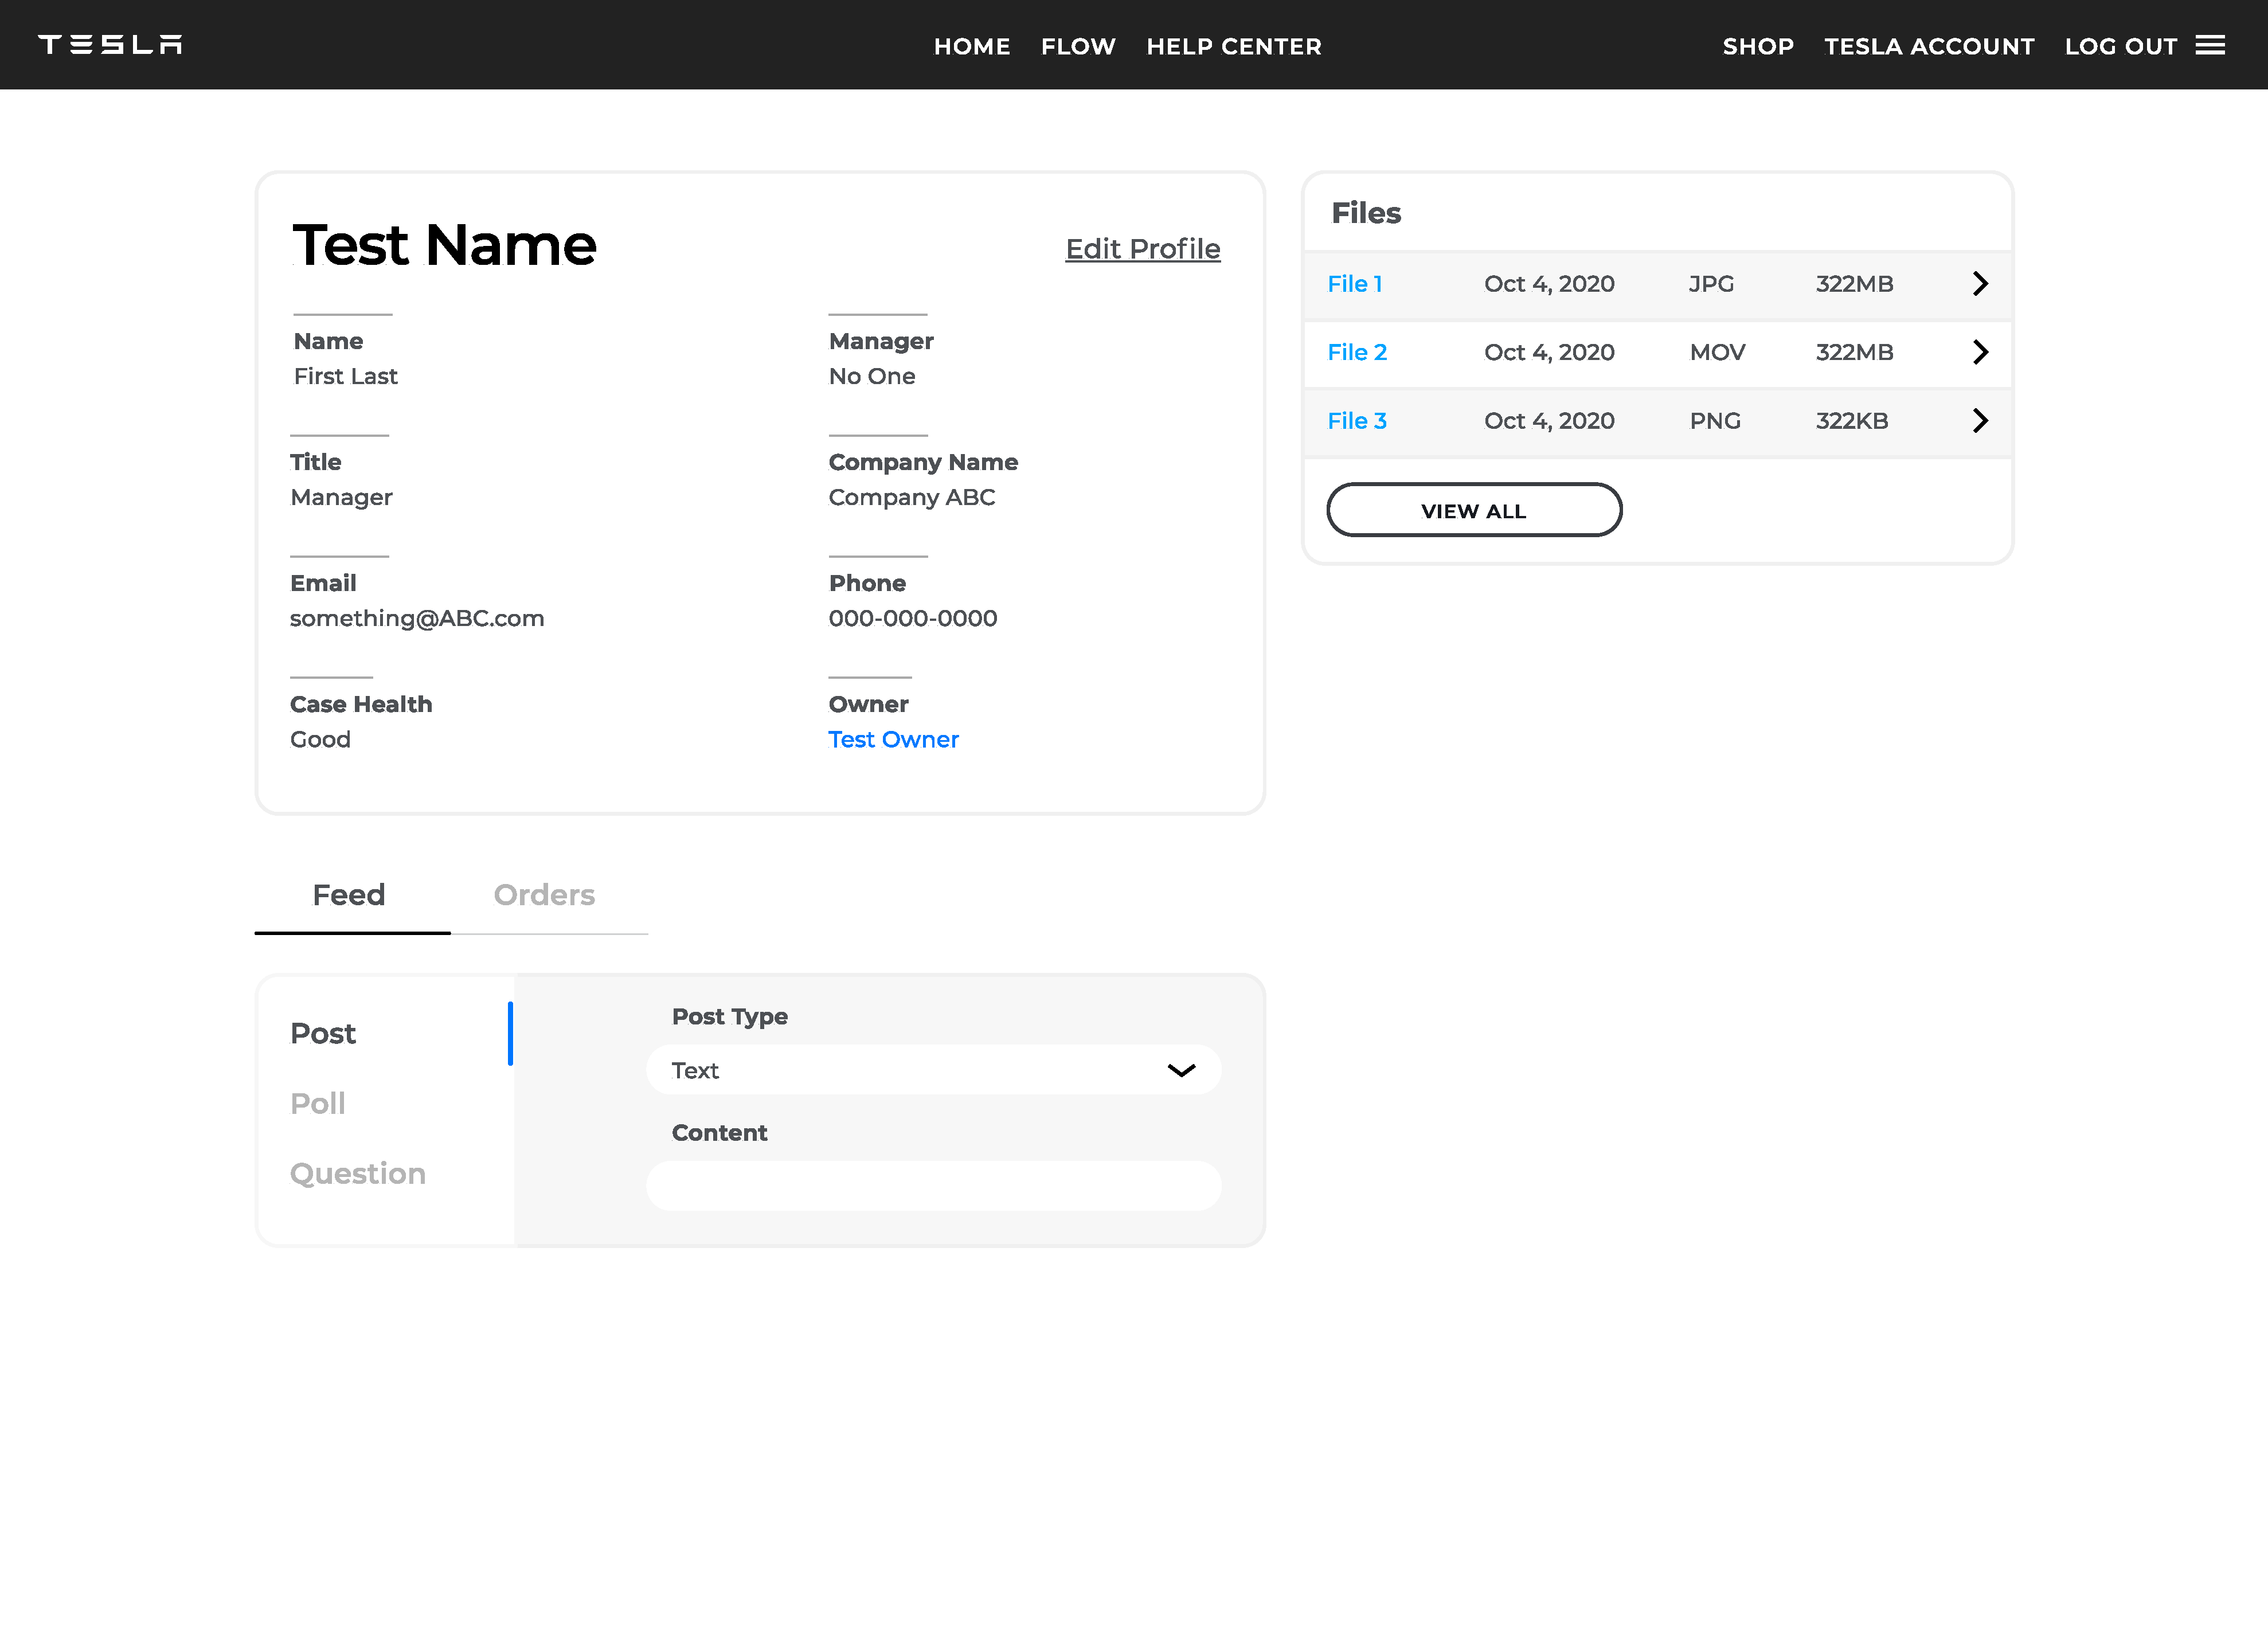 TESLA
HOME FLOW HELP CENTER
SHOP TESLA ACCOUNT LOG OUT
Test Name
Edit Profile
Name
First Last
Manager
No One
Title
Manager
Company Name
Company ABC
Email
something@ABC.com
Phone
000-000-0000
Case Health
Good
Owner
Test Owner
Files
File 1 Oct 4, 2020 JPG 322MB
File 2 Oct 4, 2020 MOV 322MB
File 3 Oct 4, 2020 PNG 322KB
VIEW ALL
Feed Orders
Post
Poll
Question
Post Type
Text
Content